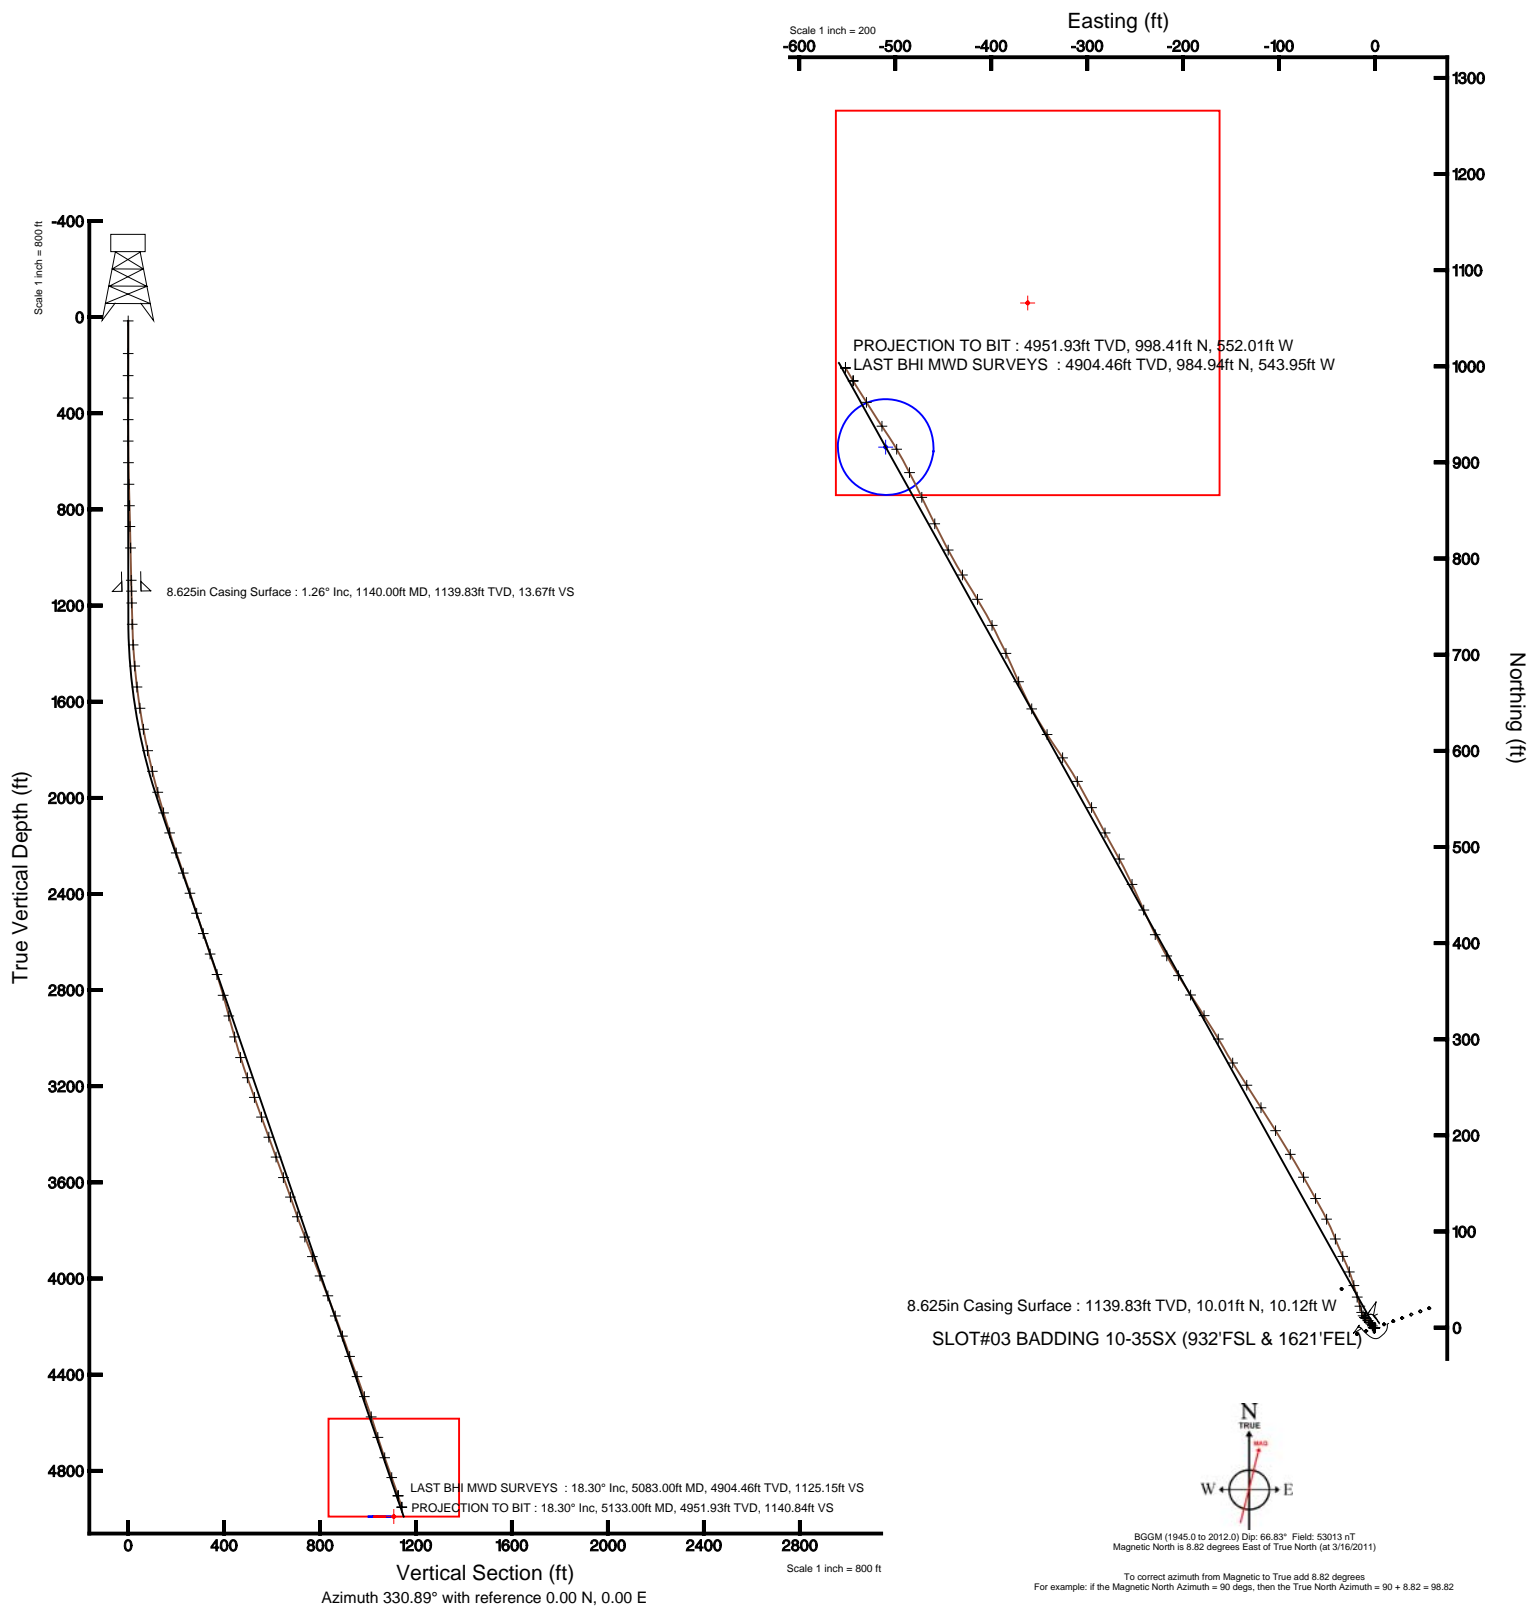 Easting (ft)
Scale 1 inch = 200
-600 -500 -400 -300 -200 -100 0
1300
1200
1100
1000
900
800
700
600
500
400
300
200
100
0
Northing (ft)
PROJECTION TO BIT : 4951.93ft TVD, 998.41ft N, 552.01ft W
LAST BHI MWD SURVEYS : 4904.46ft TVD, 984.94ft N, 543.95ft W
8.625in Casing Surface : 1139.83ft TVD, 10.01ft N, 10.12ft W
SLOT#03 BADDING 10-35SX (932'FSL & 1621'FEL)
Scale 1 inch = 800 ft
-400
0
400
800
1200
1600
2000
2400
2800
3200
3600
4000
4400
4800
True Vertical Depth (ft)
8.625in Casing Surface : 1.26° Inc, 1140.00ft MD, 1139.83ft TVD, 13.67ft VS
LAST BHI MWD SURVEYS : 18.30° Inc, 5083.00ft MD, 4904.46ft TVD, 1125.15ft VS
PROJECTION TO BIT : 18.30° Inc, 5133.00ft MD, 4951.93ft TVD, 1140.84ft VS
0 400 800 1200 1600 2000 2400 2800
Vertical Section (ft)
Scale 1 inch = 800 ft
Azimuth 330.89° with reference 0.00 N, 0.00 E
N
TRUE
MAG
W E
BGGM (1945.0 to 2012.0) Dip: 66.83° Field: 53013 nT
Magnetic North is 8.82 degrees East of True North (at 3/16/2011)
To correct azimuth from Magnetic to True add 8.82 degrees
For example: if the Magnetic North Azimuth = 90 degs, then the True North Azimuth = 90 + 8.82 = 98.82